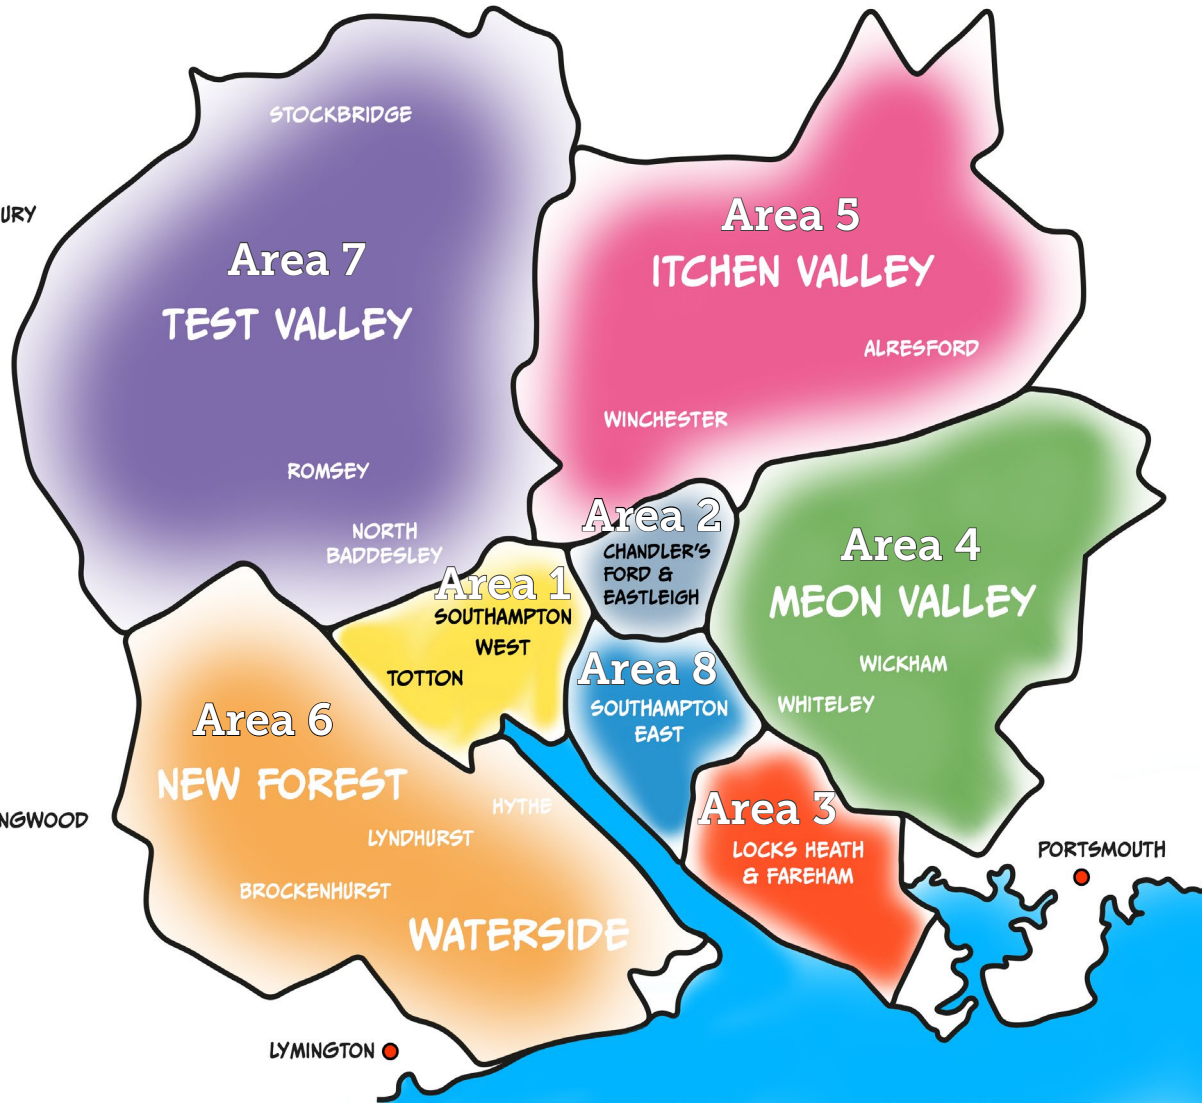 STOCKBRIDGE
URY
Area 7
TEST VALLEY
ROMSEY
NORTH
BADDESLEY
Area 5
ITCHEN VALLEY
ALRESFORD
WINCHESTER
Area 2
CHANDLER'S
FORD &
EASTLEIGH
Area 4
MEON VALLEY
WICKHAM
WHITELEY
Area 1
SOUTHAMPTON
WEST
TOTTON
Area 8
SOUTHAMPTON
EAST
Area 6
NEW FOREST
HYTHE
LYNDHURST
BROCKENHURST
WATERSIDE
NGWOOD
Area 3
LOCKS HEATH
& FAREHAM
PORTSMOUTH
LYMINGTON